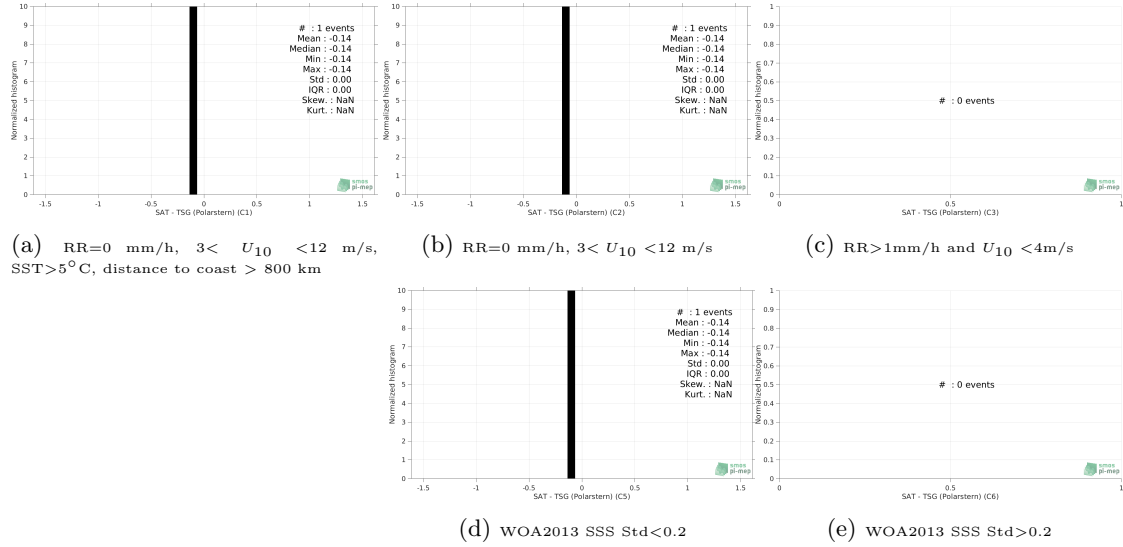 10
9
8
7
6
5
4
3
2
1
0
Normalized histogram
# : 1 events
Mean : -0.14
Median : -0.14
Min : -0.14
Max : -0.14
Std : 0.00
IQR : 0.00
Skew. : NaN
Kurt. : NaN
smos
pi-mep
-1.5 -1 -0.5 0 0.5 1 1.5
SAT - TSG (Polarstern) (C1)
(a) RR=0 mm/h, 3< U10 <12 m/s,
SST>5°C, distance to coast > 800 km
10
9
8
7
6
5
4
3
2
1
0
Normalized histogram
# : 1 events
Mean : -0.14
Median : -0.14
Min : -0.14
Max : -0.14
Std : 0.00
IQR : 0.00
Skew. : NaN
Kurt. : NaN
smos
pi-mep
-1.5 -1 -0.5 0 0.5 1 1.5
SAT - TSG (Polarstern) (C2)
(b) RR=0 mm/h, 3< U10 <12 m/s
1
0.9
0.8
0.7
0.6
0.5
0.4
0.3
0.2
0.1
0
Normalized histogram
# : 0 events
smos
pi-mep
0 0.5 1
SAT - TSG (Polarstern) (C3)
(c) RR>1mm/h and U10 <4m/s
10
9
8
7
6
5
4
3
2
1
0
Normalized histogram
# : 1 events
Mean : -0.14
Median : -0.14
Min : -0.14
Max : -0.14
Std : 0.00
IQR : 0.00
Skew. : NaN
Kurt. : NaN
smos
pi-mep
-1.5 -1 -0.5 0 0.5 1 1.5
SAT - TSG (Polarstern) (C5)
(d) WOA2013 SSS Std<0.2
1
0.9
0.8
0.7
0.6
0.5
0.4
0.3
0.2
0.1
0
Normalized histogram
# : 0 events
smos
pi-mep
0 0.5 1
SAT - TSG (Polarstern) (C6)
(e) WOA2013 SSS Std>0.2